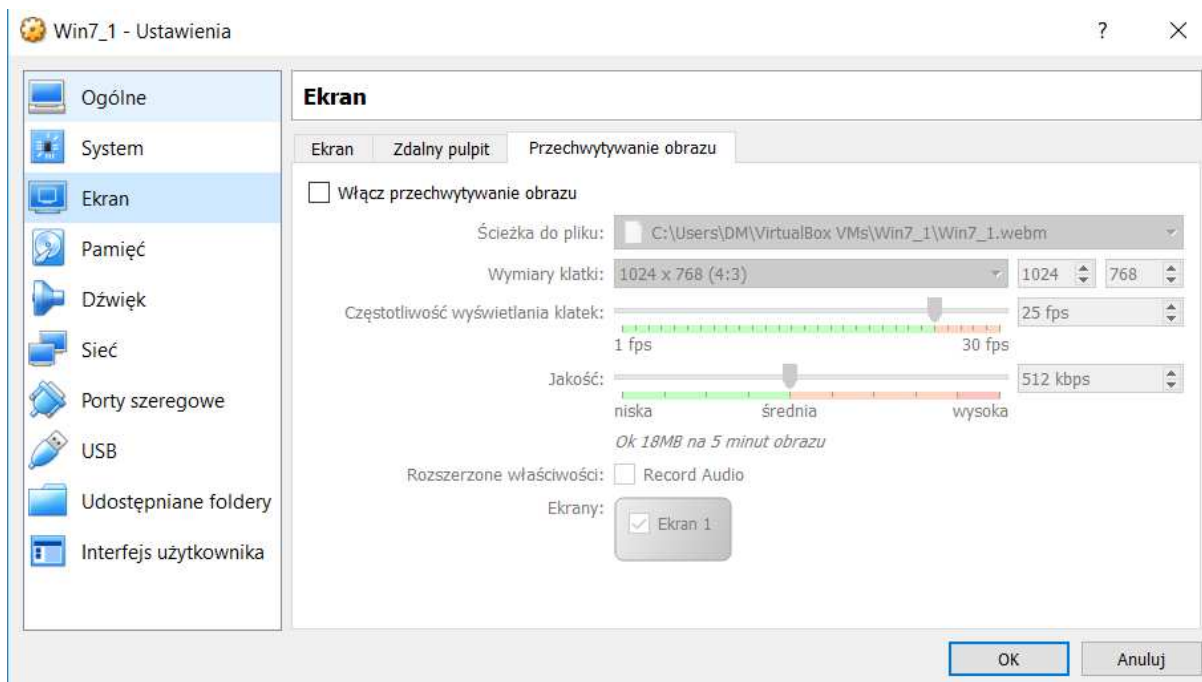 Win7_1 - Ustawienia
?
Ogólne
System
Ekran
Pamięć
Dźwięk
Sieć
Porty szeregowe
USB
Udostępniane foldery
Interfejs użytkownika
Ekran
Ekran Zdalny pulpit Przechwytywanie obrazu
Włącz przechwytywanie obrazu
Ścieżka do pliku: C:\Users\DM\VirtualBox VMs\Win7_1\Win7_1.webm
Wymiary klatki: 1024 x 768 (4:3) 1024 768
Częstotliwość wyświetlania klatek: 25 fps
1 fps 30 fps
Jakość: 512 kbps
niska średnia wysoka
Ok 18MB na 5 minut obrazu
Rozszerzone właściwości: Record Audio
Ekrany: Ekran 1
OK Anuluj